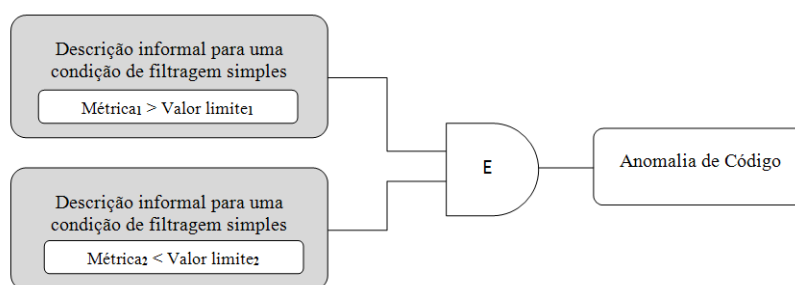 Descrição informal para uma
condição de filtragem simples
Métrica₁ > Valor limite₁
E
Anomalia de Código
Descrição informal para uma
condição de filtragem simples
Métrica₂ < Valor limite₂